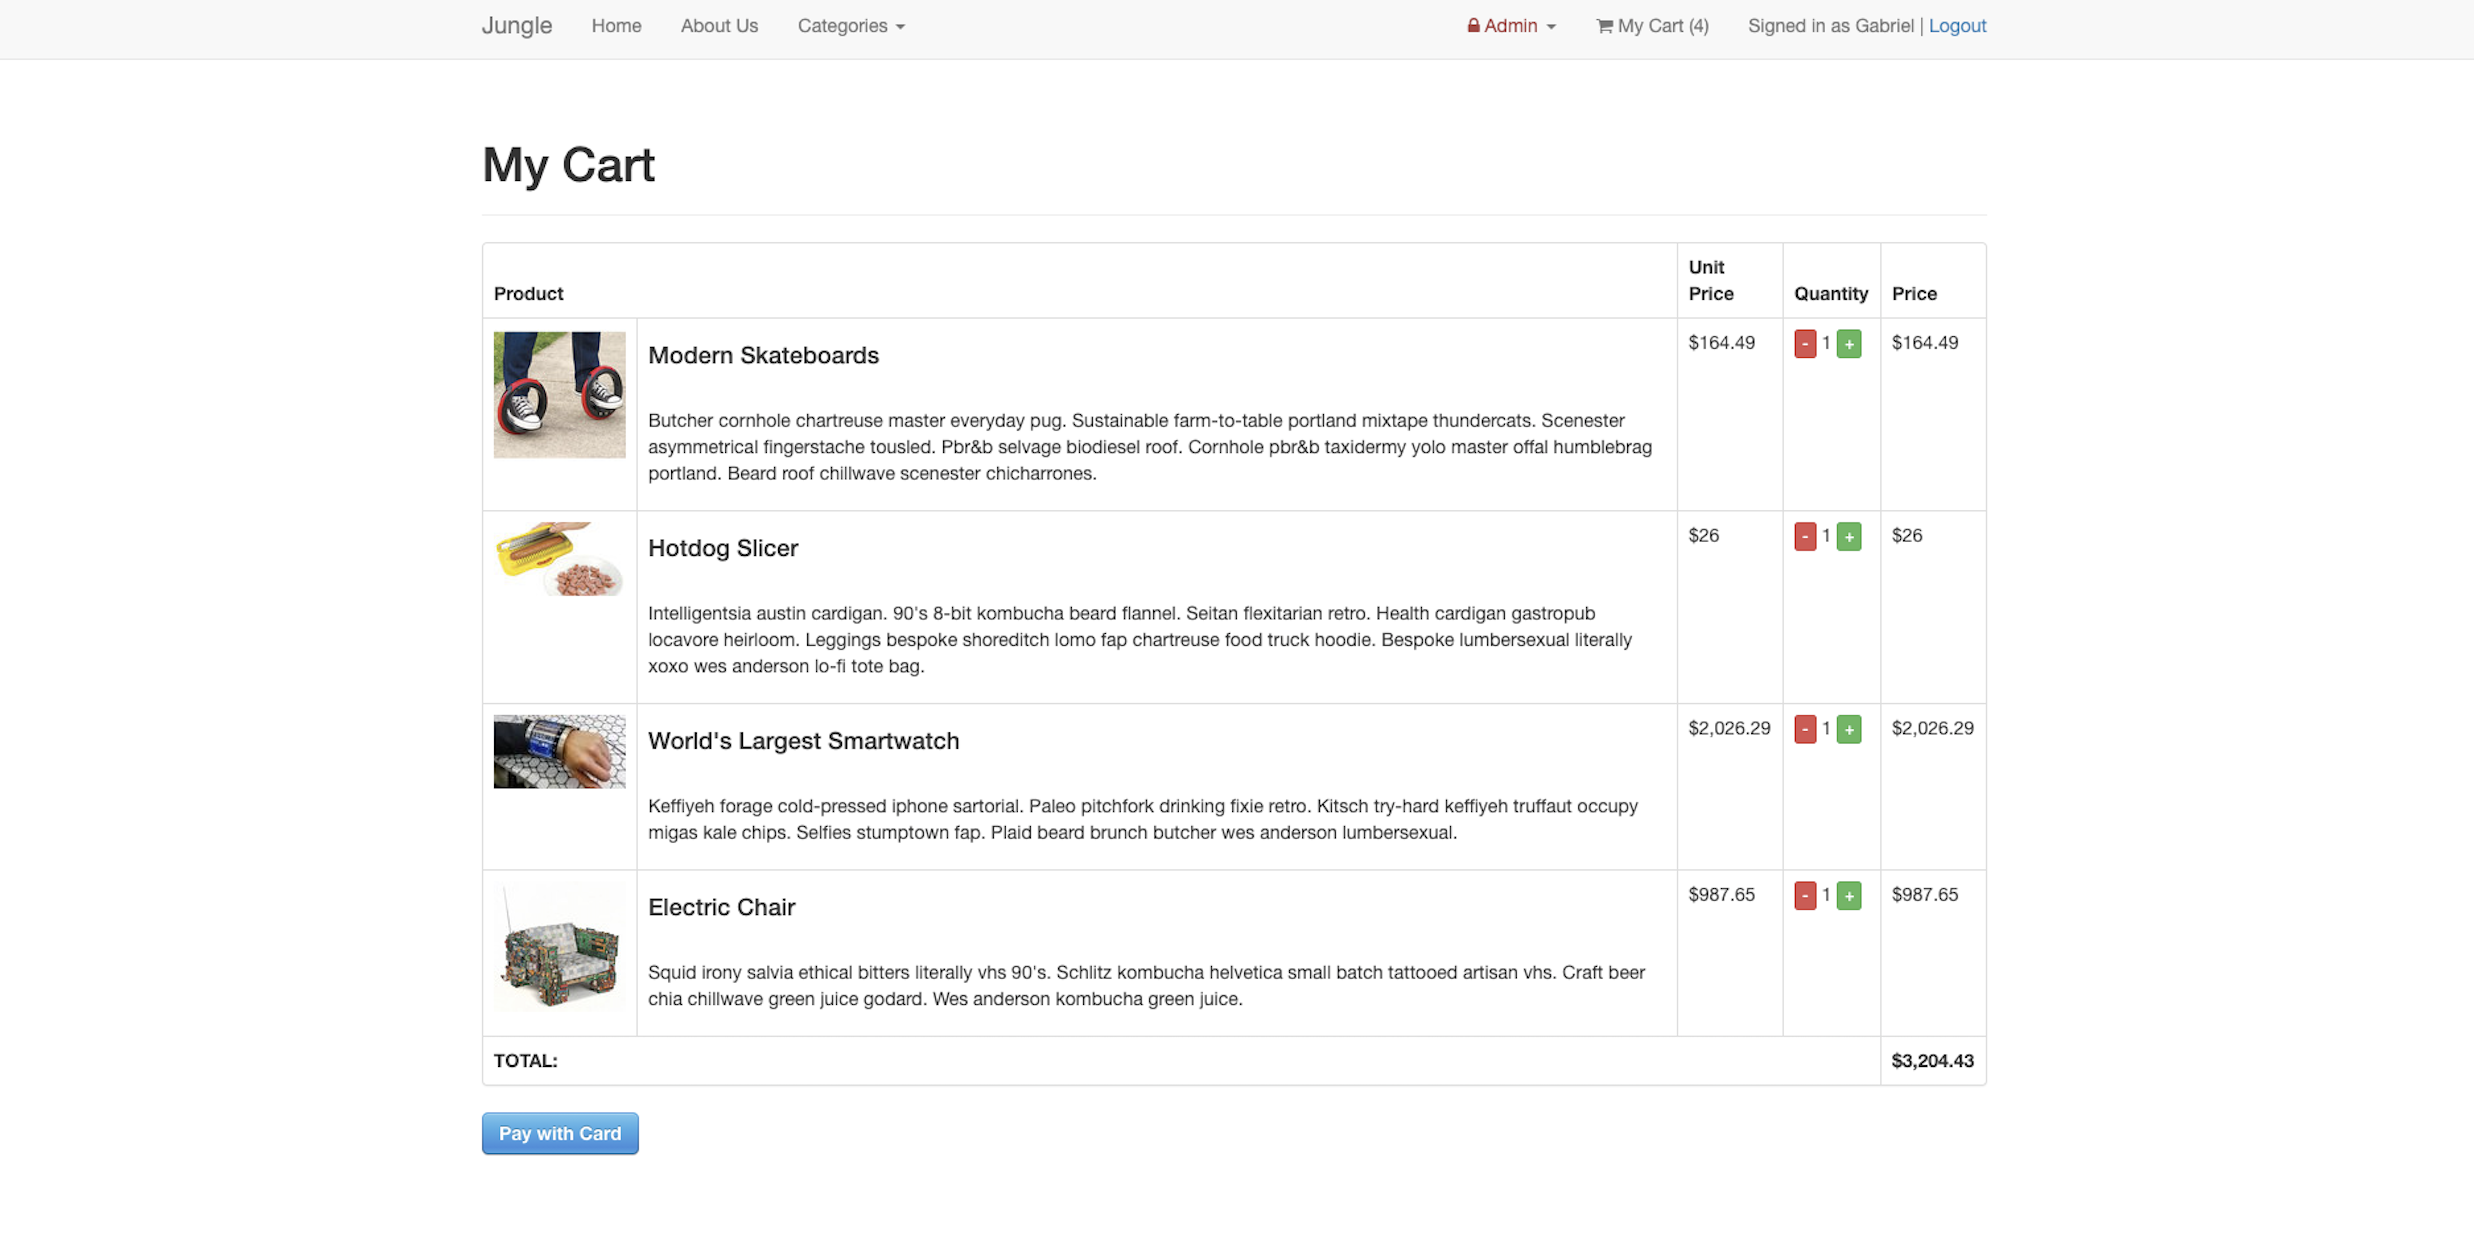 Jungle Home About Us Categories Admin My Cart (4) Signed in as Gabriel | Logout
My Cart
Product Unit Price Quantity Price
Modern Skateboards $164.49 - 1 + $164.49
Butcher cornhole chartreuse master everyday pug. Sustainable farm-to-table portland mixtape thundercats. Scenester
asymmetrical fingerstache tousled. Pbr&b selvage biodiesel roof. Cornhole pbr&b taxidermy yolo master offal humblebrag
portland. Beard roof chillwave scenester chicharrones.
Hotdog Slicer $26 - 1 + $26
Intelligentsia austin cardigan. 90's 8-bit kombucha beard flannel. Seitan flexitarian retro. Health cardigan gastropub
locavore heirloom. Leggings bespoke shoreditch lomo fap chartreuse food truck hoodie. Bespoke lumbersexual literally
xoxo wes anderson lo-fi tote bag.
World's Largest Smartwatch $2,026.29 - 1 + $2,026.29
Keffiyeh forage cold-pressed iphone sartorial. Paleo pitchfork drinking fixie retro. Kitsch try-hard keffiyeh truffaut occupy
migas kale chips. Selfies stumptown fap. Plaid beard brunch butcher wes anderson lumbersexual.
Electric Chair $987.65 - 1 + $987.65
Squid irony salvia ethical bitters literally vhs 90's. Schlitz kombucha helvetica small batch tattooed artisan vhs. Craft beer
chia chillwave green juice godard. Wes anderson kombucha green juice.
TOTAL: $3,204.43
Pay with Card